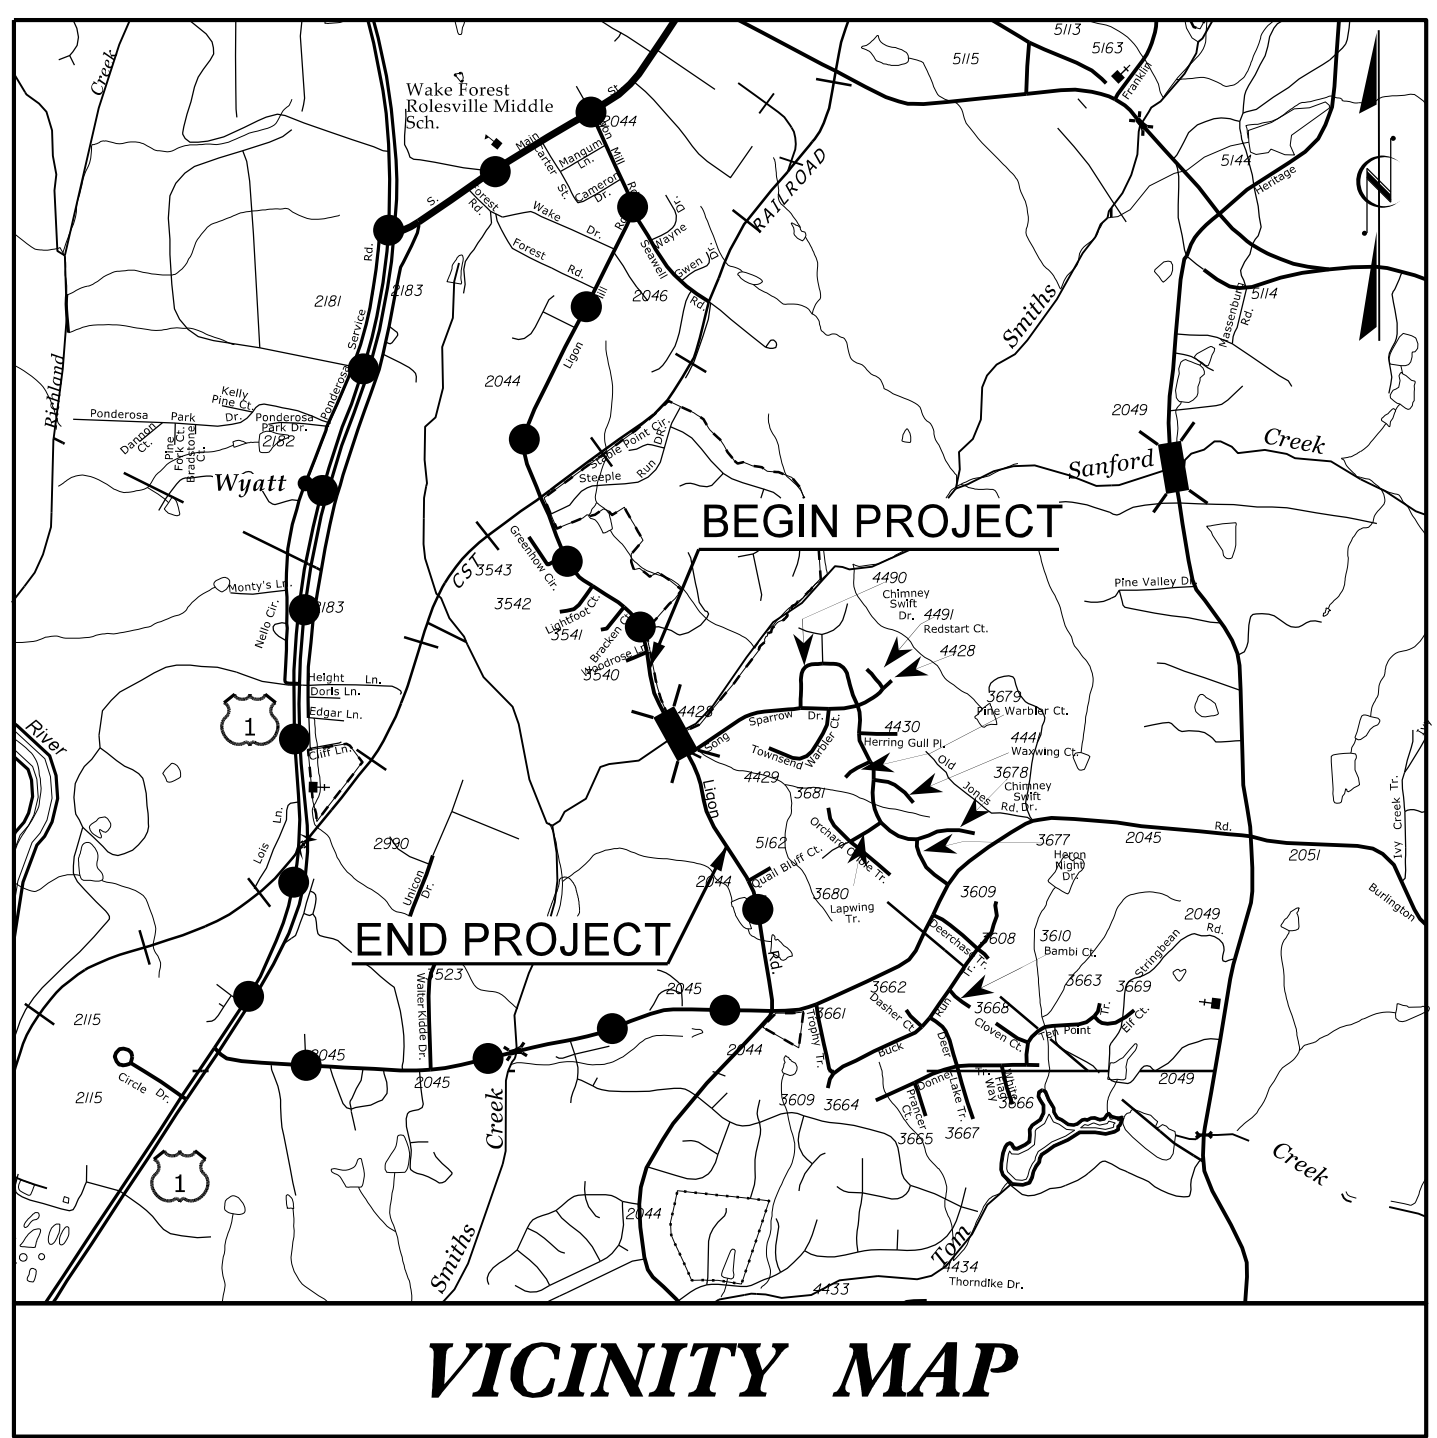 Creek
Wake Forest
Rolesville Middle
Sch.
5113
5163
5115
Franklin
2044
Main
Carter
St.
Mangum
Ln.
Cameron
Dr.
Mill
Rd.
S.
Forest
Rd.
Wake
Dr.
Forest
Rd.
Seawell
Wayne
Dr.
Gwen
Dr.
Rd.
RAILROAD
5144
Heritage
N
Rd.
2181
2183
Service
Ponderosa
2046
2044
Ligon
Smiths
5114
Massenburg
Rd.
Richland
Kelly
Pine Ct.
Ponderosa
Park
Dr.
Ponderosa
Park Dr.
2182
Dannon
Ct.
Pine
Fork Ct.
Bradstone
Ct.
Wyatt
2049
Sanford
Creek
Stable Point Cir.
Steeple
Run
DR.
BEGIN PROJECT
Greenhow Cir.
CST
3543
3542
Lightfoot Ct.
3541
Bracken Ct.
Woodrose Ln.
3540
Monty's Ln.
Nello Cir.
2183
4490
Chimney
Swift
Dr.
4491
Redstart Ct.
4428
Pine Valley Dr.
Height
Ln.
Doris Ln.
Edgar Ln.
Cliff Ln.
1
River
4428
Song
Sparrow
Dr.
Townsend
Warbler Ct.
4429
3679
Pine Warbler Ct.
4430
Herring Gull Pl.
4441
Waxwing Ct.
Old
Jones
Rd.
3678
Chimney
Swift
Dr.
3681
Ligon
Orchard Oriole Tr.
5162
Quail Bluff Ct.
2044
3680
Lapwing
Tr.
3677
Heron
Night
Dr.
2045
Rd.
2051
Ivy Creek Tr.
Burlington
Lois
Ln.
2990
Unicon
Dr.
END PROJECT
3523
Walter Kidde Dr.
Rd.
3609
Deerchase Tr.
3608
3610
Bambi Ct.
2049
Rd.
Stringbean
3663
3669
Tr.
Elf Ct.
Ten Point
3668
Cloven Ct.
3662
Dasher Ct.
Run
Buck
Deer
3661
Trophy Tr.
2045
2044
2115
2045
2045
Circle Dr.
2115
1
Creek
3609
3664
Donner
Prancer
Ct.
Lake Tr.
White
Flag
Way
3665
3667
3666
2049
Creek
2044
Smiths
Tom
4434
Thorndike Dr.
4433
VICINITY MAP